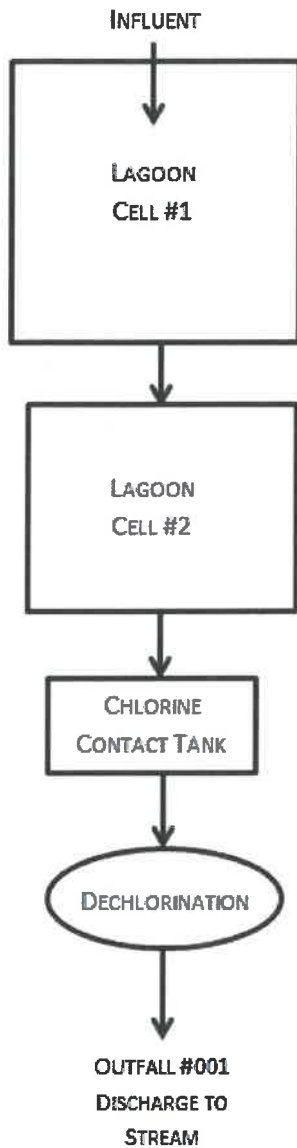 INFLUENT
LAGOON
CELL #1
LAGOON
CELL #2
CHLORINE
CONTACT TANK
DECHLORINATION
OUTFALL #001
DISCHARGE TO
STREAM